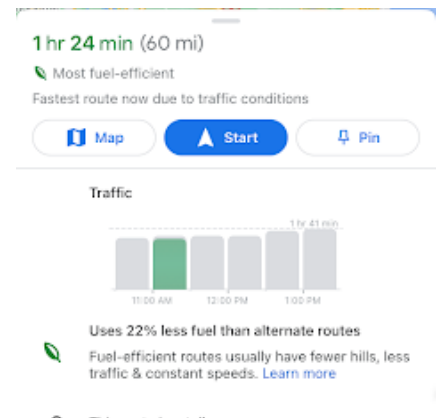 1 hr 24 min (60 mi)
Most fuel-efficient
Fastest route now due to traffic conditions
Map Start Pin
Traffic
1 hr 41 min
11:00 AM 12:00 PM 1:00 PM
Uses 22% less fuel than alternate routes
Fuel-efficient routes usually have fewer hills, less
traffic & constant speeds. Learn more